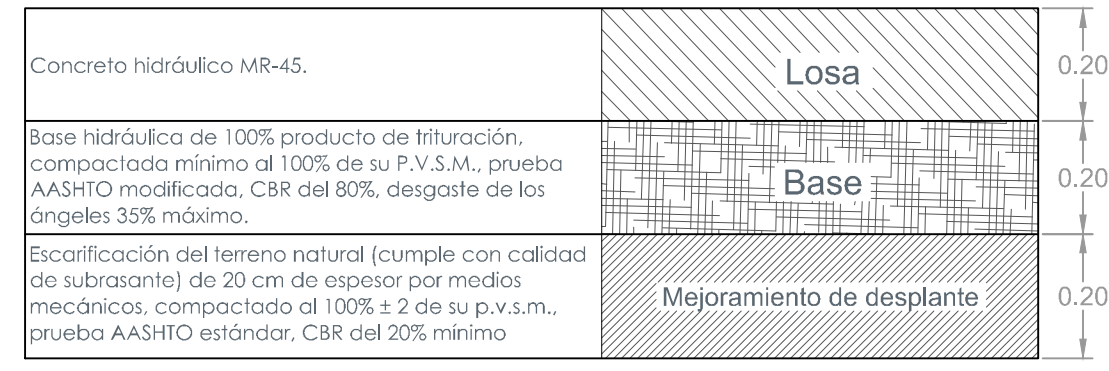 Concreto hidráulico MR-45.
Losa
0.20
Base hidráulica de 100% producto de trituración,
compactada mínimo al 100% de su P.V.S.M., prueba
AASHTO modificada, CBR del 80%, desgaste de los
ángeles 35% máximo.
Base
0.20
Escarificación del terreno natural (cumple con calidad
de subrasante) de 20 cm de espesor por medios
mecánicos, compactado al 100% ± 2 de su p.v.s.m.,
prueba AASHTO estándar, CBR del 20% mínimo
Mejoramiento de desplante
0.20